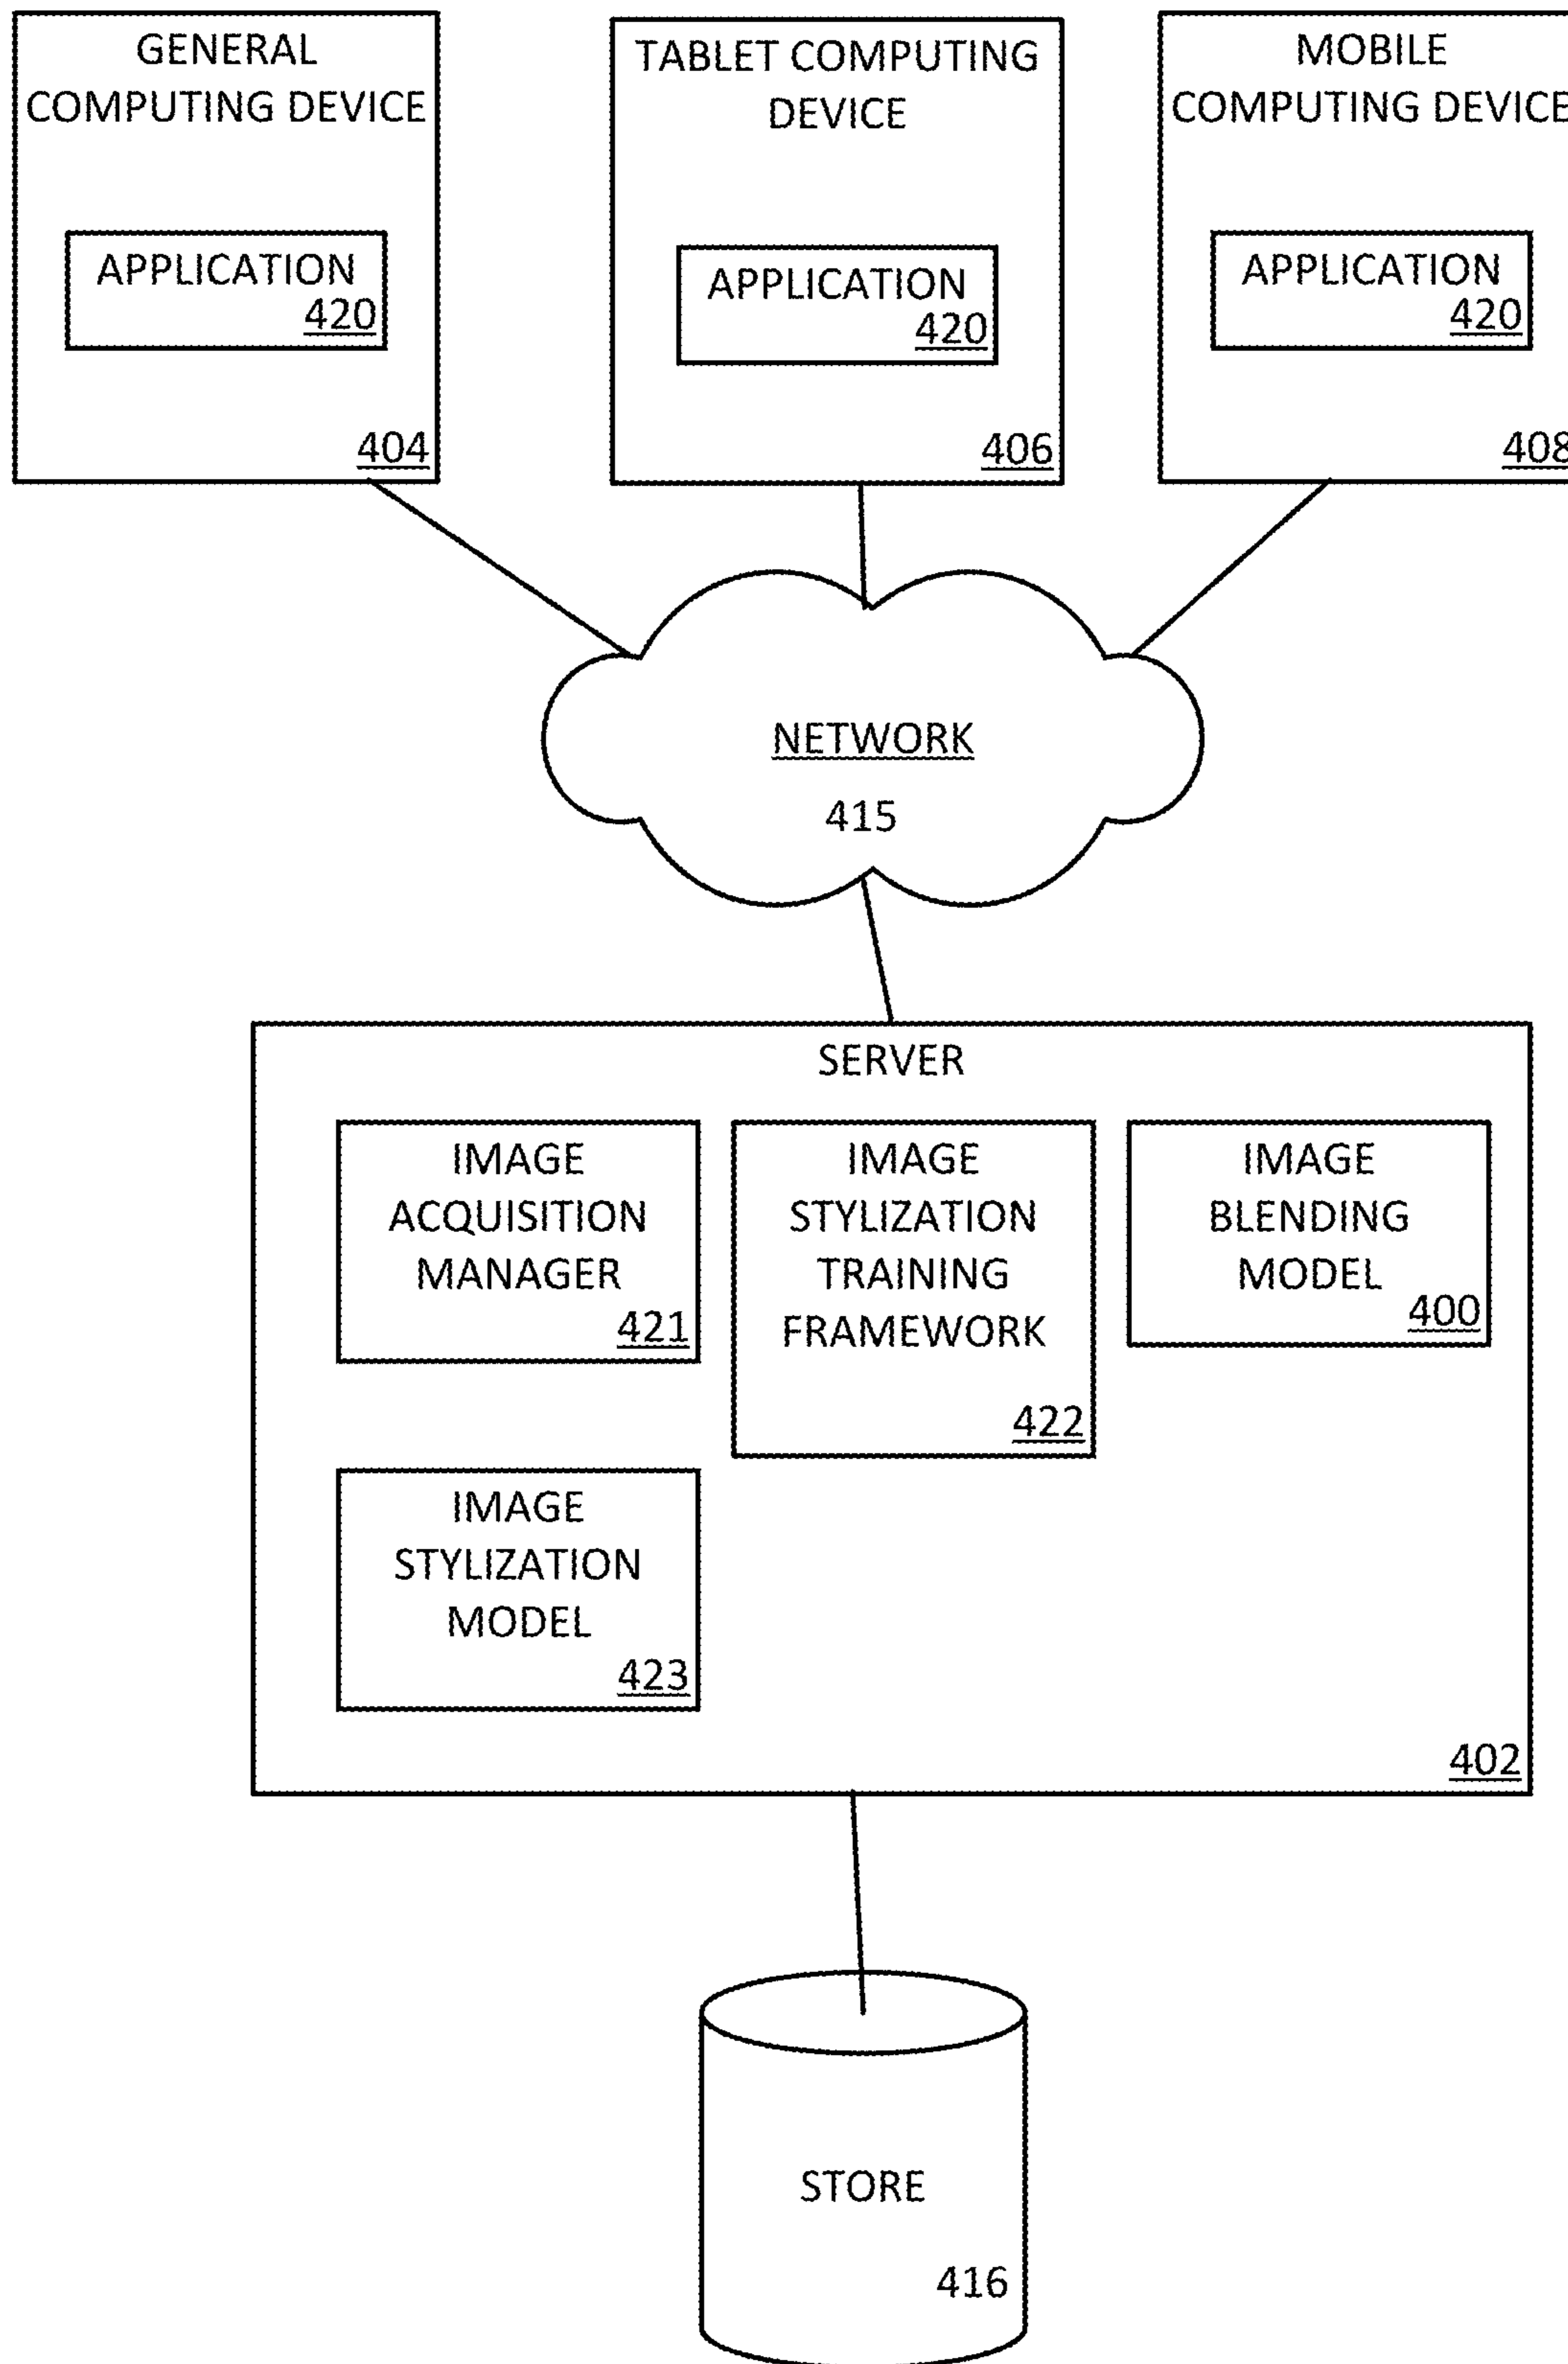 GENERAL
COMPUTING DEVICE
APPLICATION
420
404
TABLET COMPUTING
DEVICE
APPLICATION
420
406
MOBILE
COMPUTING DEVICE
APPLICATION
420
408
NETWORK
415
SERVER
IMAGE
ACQUISITION
MANAGER
421
IMAGE
STYLIZATION
TRAINING
FRAMEWORK
422
IMAGE
BLENDING
MODEL
400
IMAGE
STYLIZATION
MODEL
423
402
STORE
416